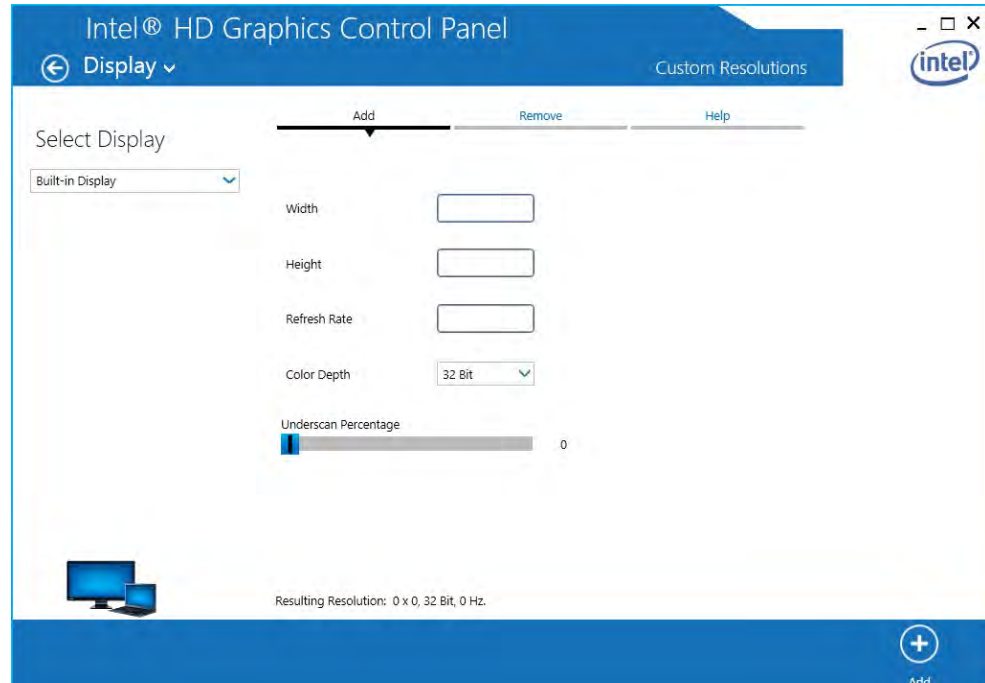 Intel® HD Graphics Control Panel
Display
Custom Resolutions
intel
Select Display
Built-in Display
Add
Remove
Help
Width
Height
Refresh Rate
Color Depth
32 Bit
Underscan Percentage
0
Resulting Resolution: 0 x 0, 32 Bit, 0 Hz.
Add